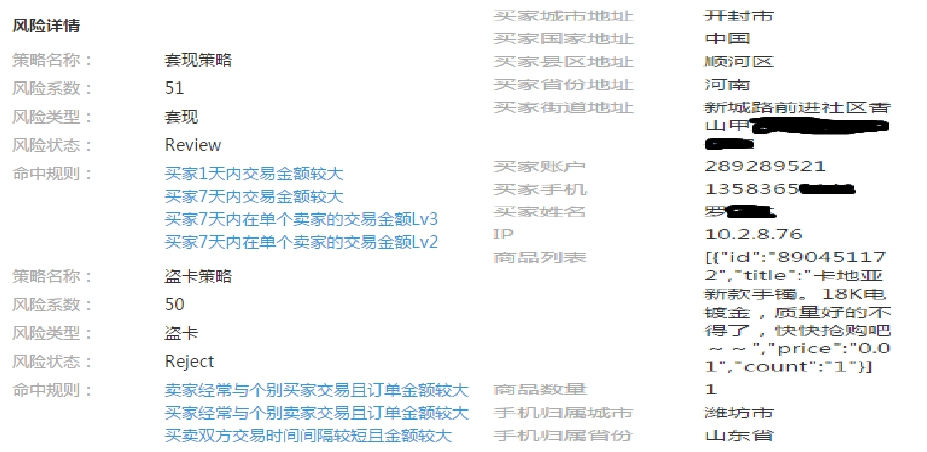 风险详情
策略名称： 套现策略
风险系数： 51
风险类型： 套现
风险状态： Review
命中规则： 买家1天内交易金额较大
买家7天内交易金额较大
买家7天内在单个卖家的交易金额Lv3
买家7天内在单个卖家的交易金额Lv2
策略名称： 盗卡策略
风险系数： 50
风险类型： 盗卡
风险状态： Reject
命中规则： 卖家经常与个别买家交易且订单金额较大
买家经常与个别卖家交易且订单金额较大
买卖双方交易时间间隔较短且金额较大
买家城市地址 开封市
买家国家地址 中国
买家县区地址 顺河区
买家省份地址 河南
买家街道地址 新城路前进社区香
山甲
买家账户 289289521
买家手机 1358365
买家姓名 罗
IP 10.2.8.76
商品列表 [{"id":"89045117
2","title":"卡地亚
新款手镯。18K电
镀金，质量好的不
得了，快快抢购吧
～～","price":"0.0
1","count":"1"}]
商品数量 1
手机归属城市 潍坊市
手机归属省份 山东省